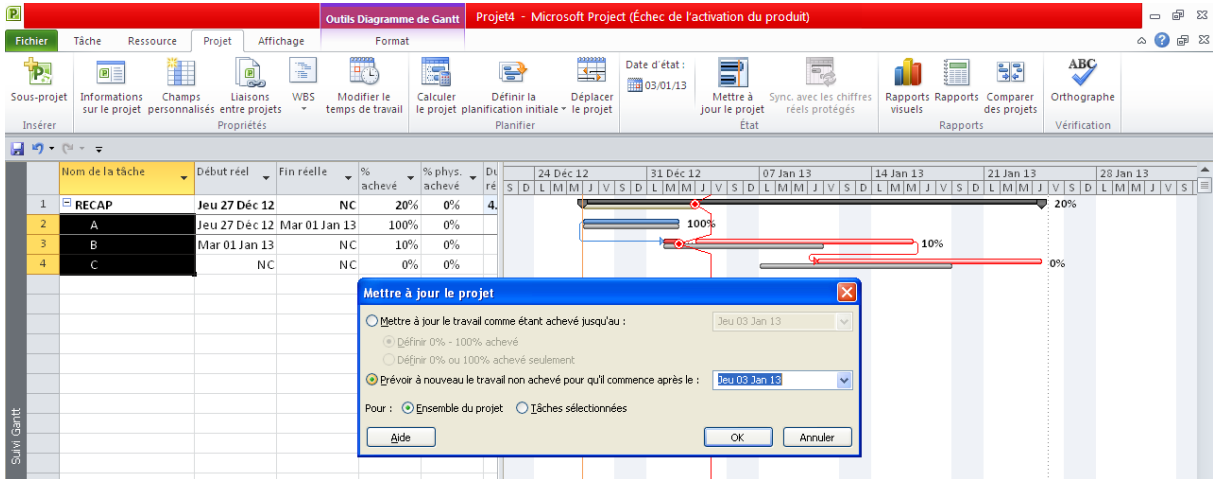 Outils Diagramme de Gantt Projet4 - Microsoft Project (Échec de l'activation du produit)
Fichier Tâche Ressource Projet Affichage Format
Sous-projet
Informations sur le projet
Champs personnalisés
Liaisons entre projets
WBS
Modifier le temps de travail
Calculer le projet
Définir la planification initiale
Déplacer le projet
Date d'état :
03/01/13
Mettre à jour le projet
Sync. avec les chiffres réels protégés
Rapports visuels
Rapports
Comparer des projets
ABC
Orthographe
Insérer Propriétés Planifier État Rapports Vérification
Nom de la tâche Début réel Fin réelle % achevé % phys. achevé Du ré
24 Déc 12 31 Déc 12 07 Jan 13 14 Jan 13 21 Jan 13 28 Jan 13
S D L M M J V S D L M M J V S D L M M J V S D L M M J V S D L M M J V S D L M M J V S
1 RECAP Jeu 27 Déc 12 NC 20% 0% 4. 20%
2 A Jeu 27 Déc 12 Mar 01 Jan 13 100% 0% 100%
3 B Mar 01 Jan 13 NC 10% 0% 10%
4 C NC NC 0% 0% 0%
Suivi Gantt
Mettre à jour le projet
Mettre à jour le travail comme étant achevé jusqu'au : Jeu 03 Jan 13
Définir 0% - 100% achevé
Définir 0% ou 100% achevé seulement
Prévoir à nouveau le travail non achevé pour qu'il commence après le : Jeu 03 Jan 13
Pour : Ensemble du projet Tâches sélectionnées
Aide OK Annuler